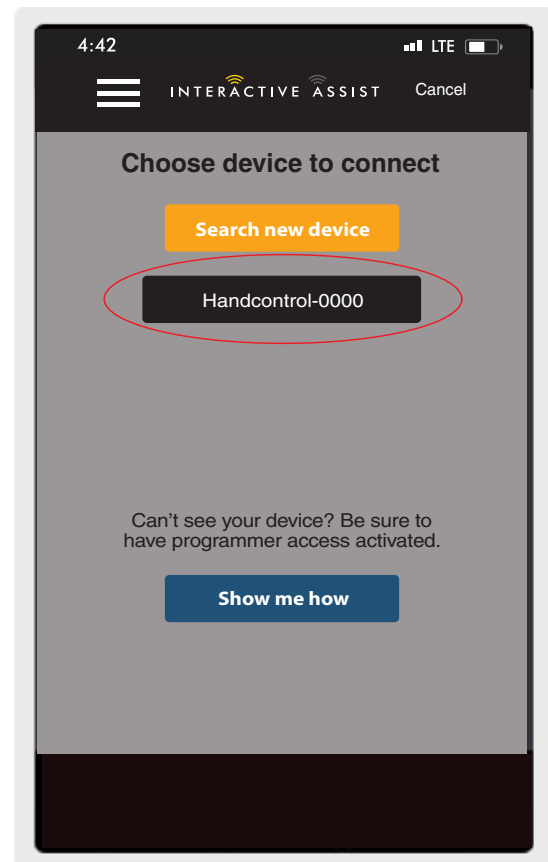 4:42
LTE
INTERACTIVE ASSIST
Cancel
Choose device to connect
Search new device
Handcontrol-0000
Can’t see your device? Be sure to
have programmer access activated.
Show me how